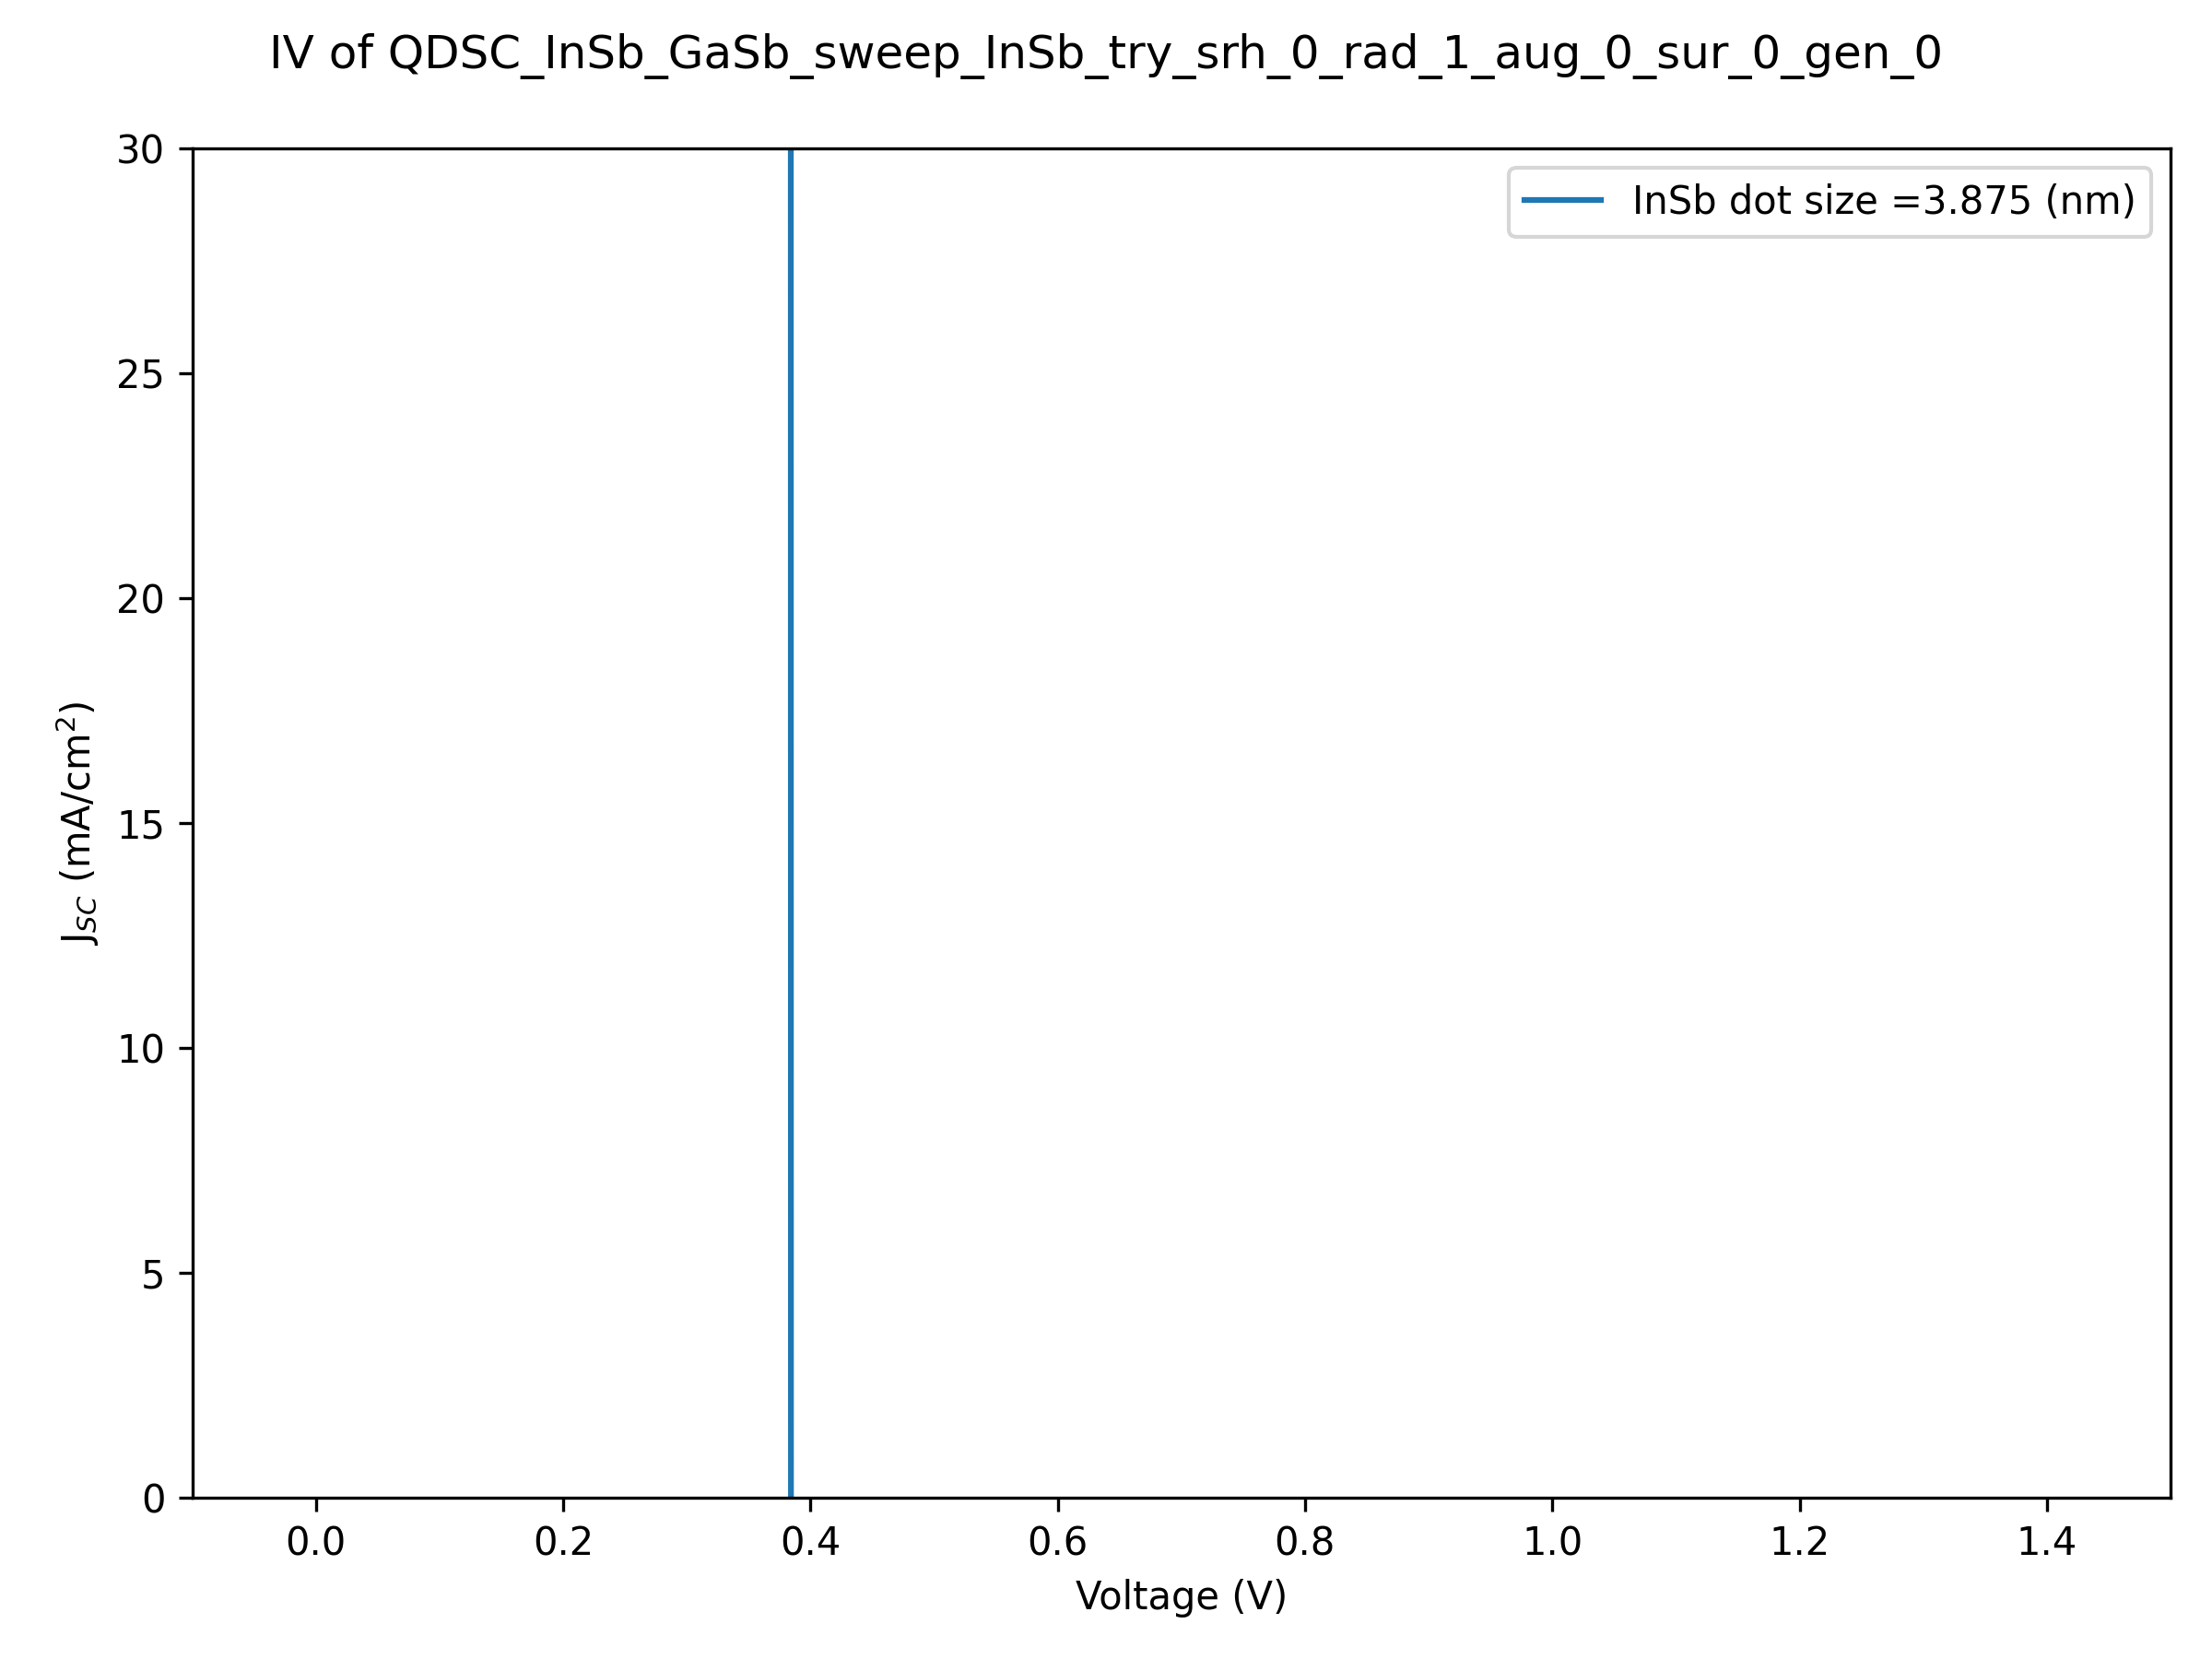 IV of QDSC_InSb_GaSb_sweep_InSb_try_srh_0_rad_1_aug_0_sur_0_gen_0
InSb dot size =3.875 (nm)
J_SC (mA/cm²)
30
25
20
15
10
5
0
0.0 0.2 0.4 0.6 0.8 1.0 1.2 1.4
Voltage (V)